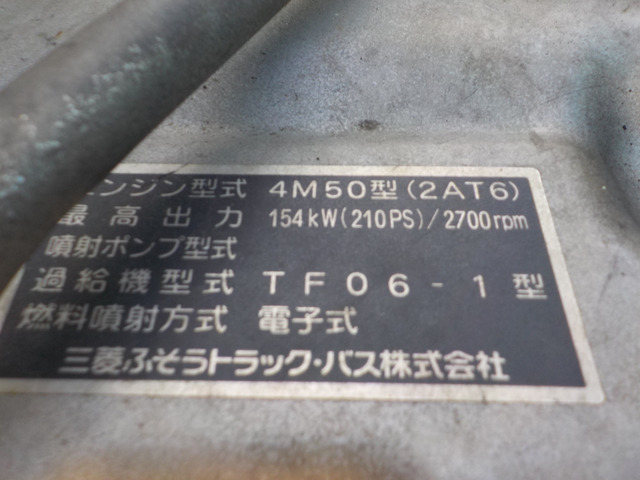 エンジン型式 4M50型(2AT6)
最高出力 154kW(210PS)/2700rpm
噴射ポンプ型式
過給機型式 TF06-1型
燃料噴射方式 電子式
三菱ふそうトラック・バス株式会社